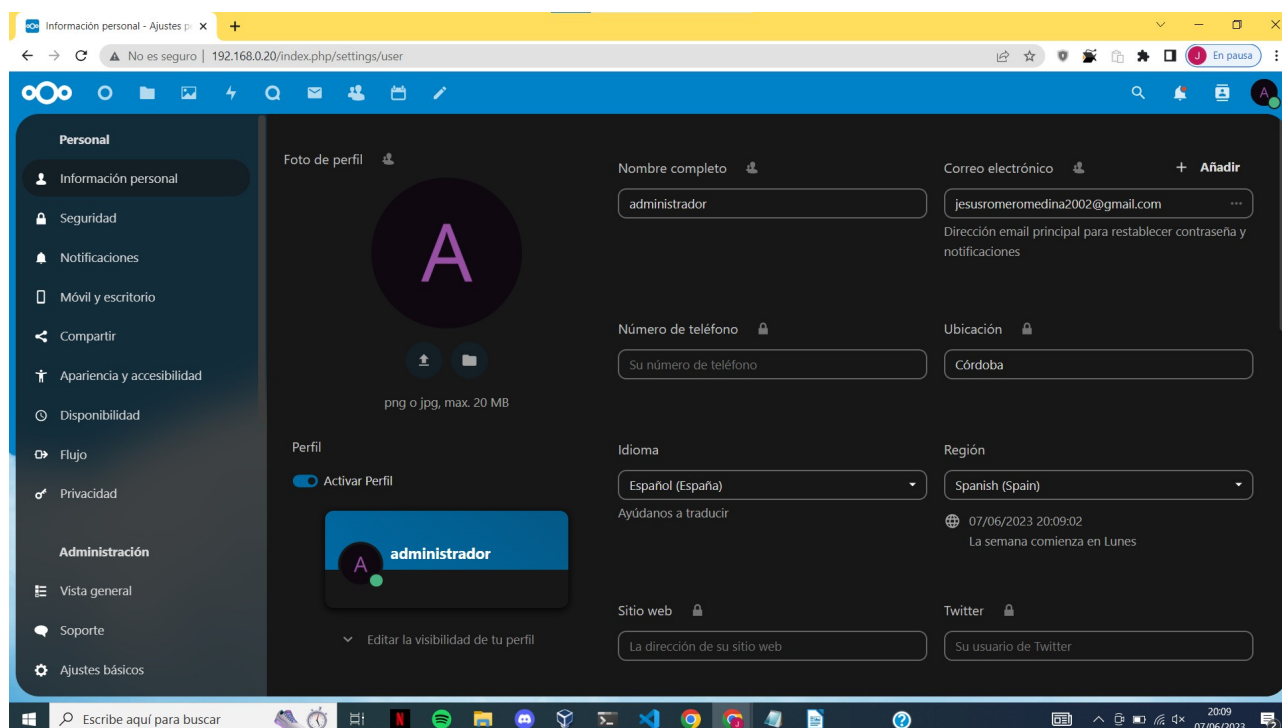 Información personal - Ajustes p
No es seguro | 192.168.0.20/index.php/settings/user
J En pausa
A
Personal
Información personal
Seguridad
Notificaciones
Móvil y escritorio
Compartir
Apariencia y accesibilidad
Disponibilidad
Flujo
Privacidad
Administración
Vista general
Soporte
Ajustes básicos
Foto de perfil
A
png o jpg, max. 20 MB
Perfil
Activar Perfil
A administrador
Editar la visibilidad de tu perfil
Nombre completo
administrador
Correo electrónico + Añadir
jesusromeromedina2002@gmail.com
Dirección email principal para restablecer contraseña y
notificaciones
Número de teléfono
Su número de teléfono
Ubicación
Córdoba
Idioma
Español (España)
Ayúdanos a traducir
Región
Spanish (Spain)
07/06/2023 20:09:02
La semana comienza en Lunes
Sitio web
La dirección de su sitio web
Twitter
Su usuario de Twitter
Escribe aquí para buscar
20:09
07/06/2023